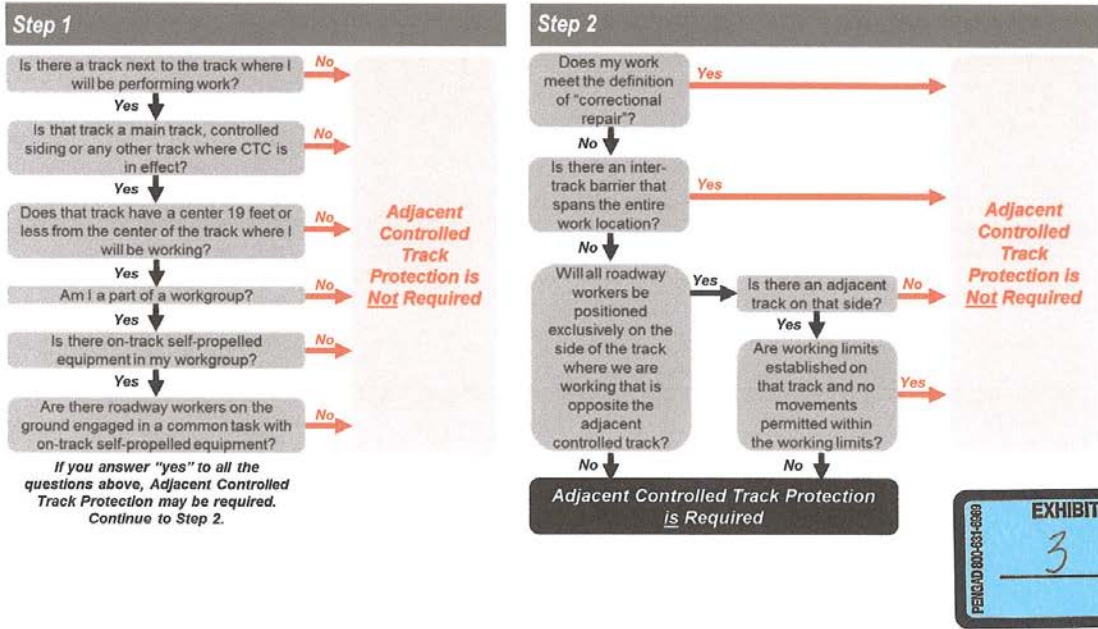 Step 1
Is there a track next to the track where I
will be performing work?
No
Yes
Is that track a main track, controlled
siding or any other track where CTC is
in effect?
No
Yes
Does that track have a center 19 feet or
less from the center of the track where I
will be working?
No
Yes
Am I a part of a workgroup?
No
Yes
Is there on-track self-propelled
equipment in my workgroup?
No
Yes
Are there roadway workers on the
ground engaged in a common task with
on-track self-propelled equipment?
No
If you answer "yes" to all the
questions above, Adjacent Controlled
Track Protection may be required.
Continue to Step 2.
Adjacent
Controlled
Track
Protection is
Not Required
Step 2
Does my work
meet the definition
of "correctional
repair"?
Yes
No
Is there an inter-
track barrier that
spans the entire
work location?
Yes
No
Will all roadway
workers be
positioned
exclusively on the
side of the track
where we are
working that is
opposite the
adjacent
controlled track?
Yes
No
Is there an adjacent
track on that side?
No
Yes
Are working limits
established on
that track and no
movements
permitted within
the working limits?
Yes
No
Adjacent
Controlled
Track
Protection is
Not Required
Adjacent Controlled Track Protection
is Required
PENGAD 800-631-6989
EXHIBIT
3